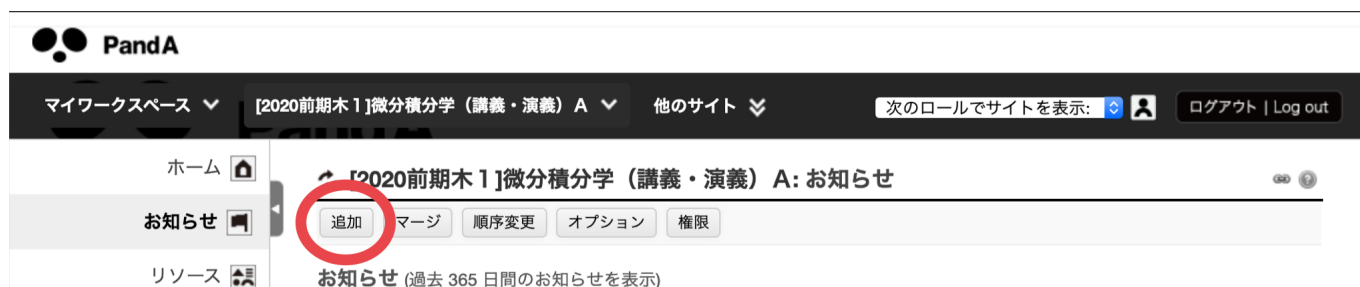 PandA
マイワークスペース [2020前期木1]微分積分学（講義・演義）A 他のサイト 次のロールでサイトを表示: ログアウト | Log out
ホーム
[2020前期木1]微分積分学（講義・演義）A: お知らせ
お知らせ
追加 マージ 順序変更 オプション 権限
リソース
お知らせ (過去 365 日間のお知らせを表示)